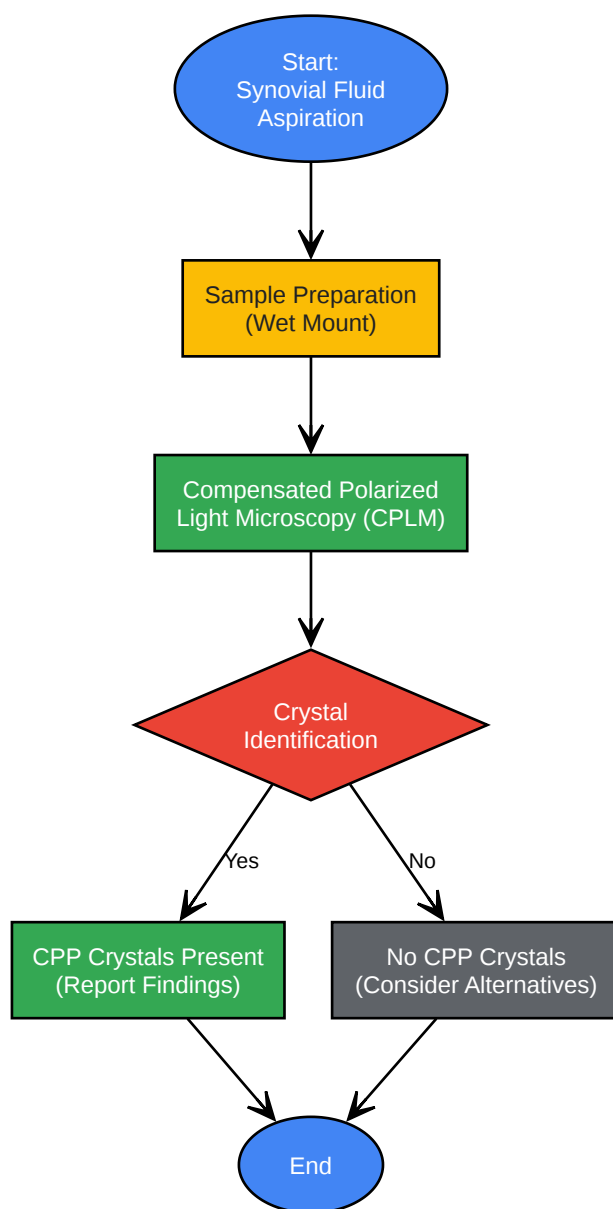 Start:
Synovial Fluid
Aspiration
Sample Preparation
(Wet Mount)
Compensated Polarized
Light Microscopy (CPLM)
Crystal
Identification
Yes
No
CPP Crystals Present
(Report Findings)
No CPP Crystals
(Consider Alternatives)
End